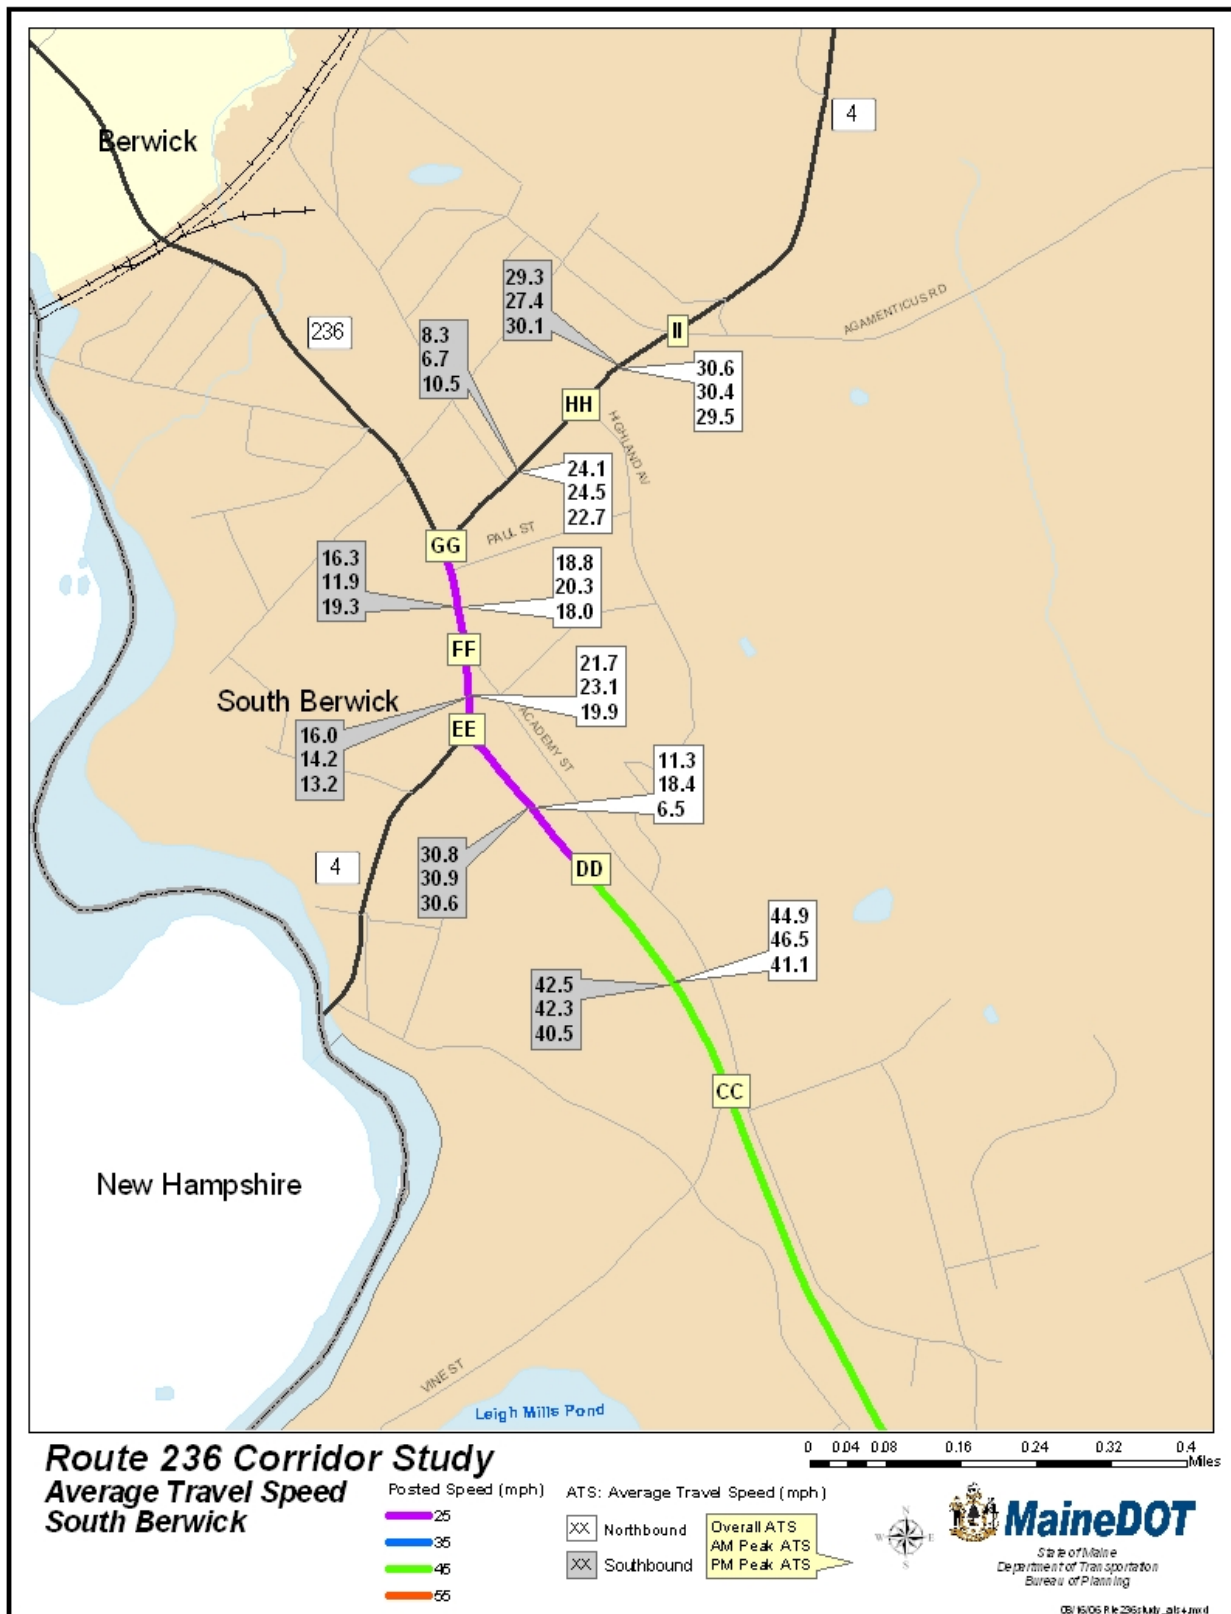 Berwick
4
236
29.3
27.4
30.1
8.3
6.7
10.5
II
AGAMENTICUS RD
30.6
30.4
29.5
HH
HIGHLAND AV
24.1
24.5
22.7
GG
PAUL ST
16.3
11.9
19.3
18.8
20.3
18.0
FF
21.7
23.1
19.9
South Berwick
EE
ACADEMY ST
16.0
14.2
13.2
11.3
18.4
6.5
4
30.8
30.9
30.6
DD
44.9
46.5
41.1
42.5
42.3
40.5
CC
New Hampshire
VINE ST
Leigh Mills Pond
Route 236 Corridor Study
Average Travel Speed
South Berwick
Posted Speed (mph)
25
35
45
55
ATS: Average Travel Speed (mph)
XX Northbound
XX Southbound
Overall ATS
AM Peak ATS
PM Peak ATS
0 0.04 0.08 0.16 0.24 0.32 0.4
Miles
N
W E
S
MaineDOT
State of Maine
Department of Transportation
Bureau of Planning